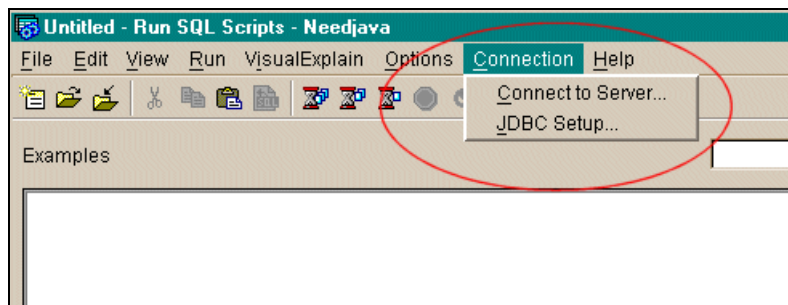 Untitled - Run SQL Scripts - Needjava
File Edit View Run VisualExplain Options Connection Help
Connect to Server...
JDBC Setup...
Examples